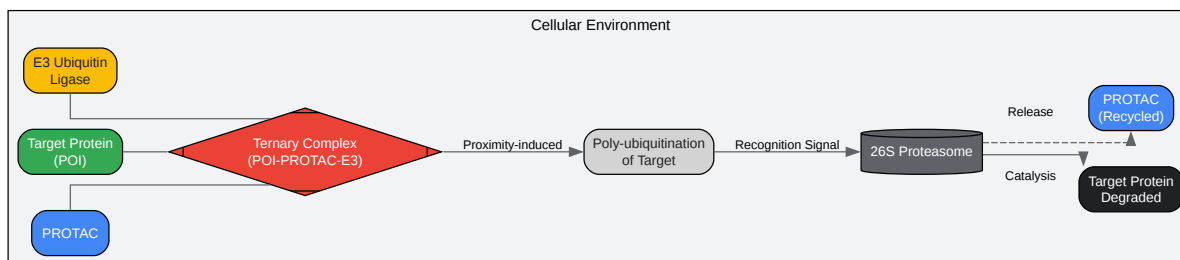 Cellular Environment
E3 Ubiquitin
Ligase
Target Protein
(POI)
PROTAC
Ternary Complex
(POI-PROTAC-E3)
Proximity-induced
Poly-ubiquitination
of Target
Recognition Signal
26S Proteasome
Release
PROTAC
(Recycled)
Catalysis
Target Protein
Degraded